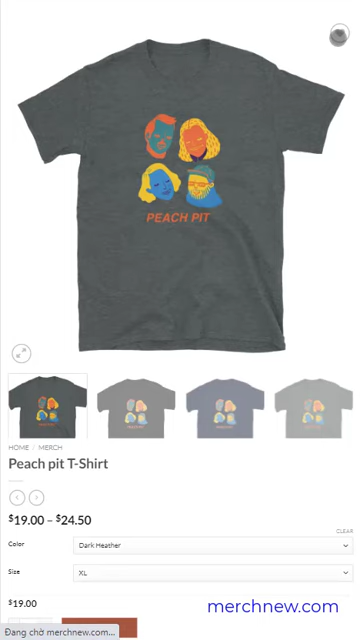 PEACH PIT
HOME / MERCH
Peach pit T-Shirt
$19.00 – $24.50
CLEAR
Color
Dark Heather
Size
XL
$19.00
merchnew.com
Đang chờ merchnew.com...